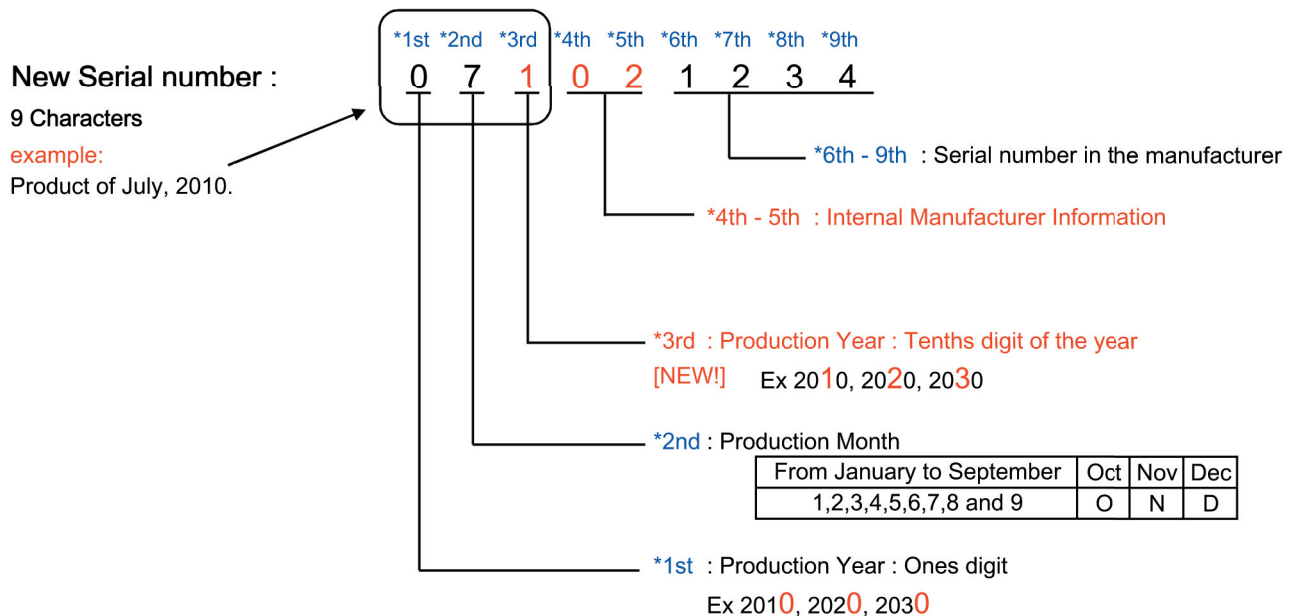 *1st *2nd *3rd *4th *5th *6th *7th *8th *9th
New Serial number : 0 7 1 0 2 1 2 3 4
9 Characters
example:
Product of July, 2010.
*6th - 9th : Serial number in the manufacturer
*4th - 5th : Internal Manufacturer Information
*3rd : Production Year : Tenths digit of the year
[NEW!] Ex 2010, 2020, 2030
*2nd : Production Month
From January to September Oct Nov Dec
1,2,3,4,5,6,7,8 and 9 O N D
*1st : Production Year : Ones digit
Ex 2010, 2020, 2030